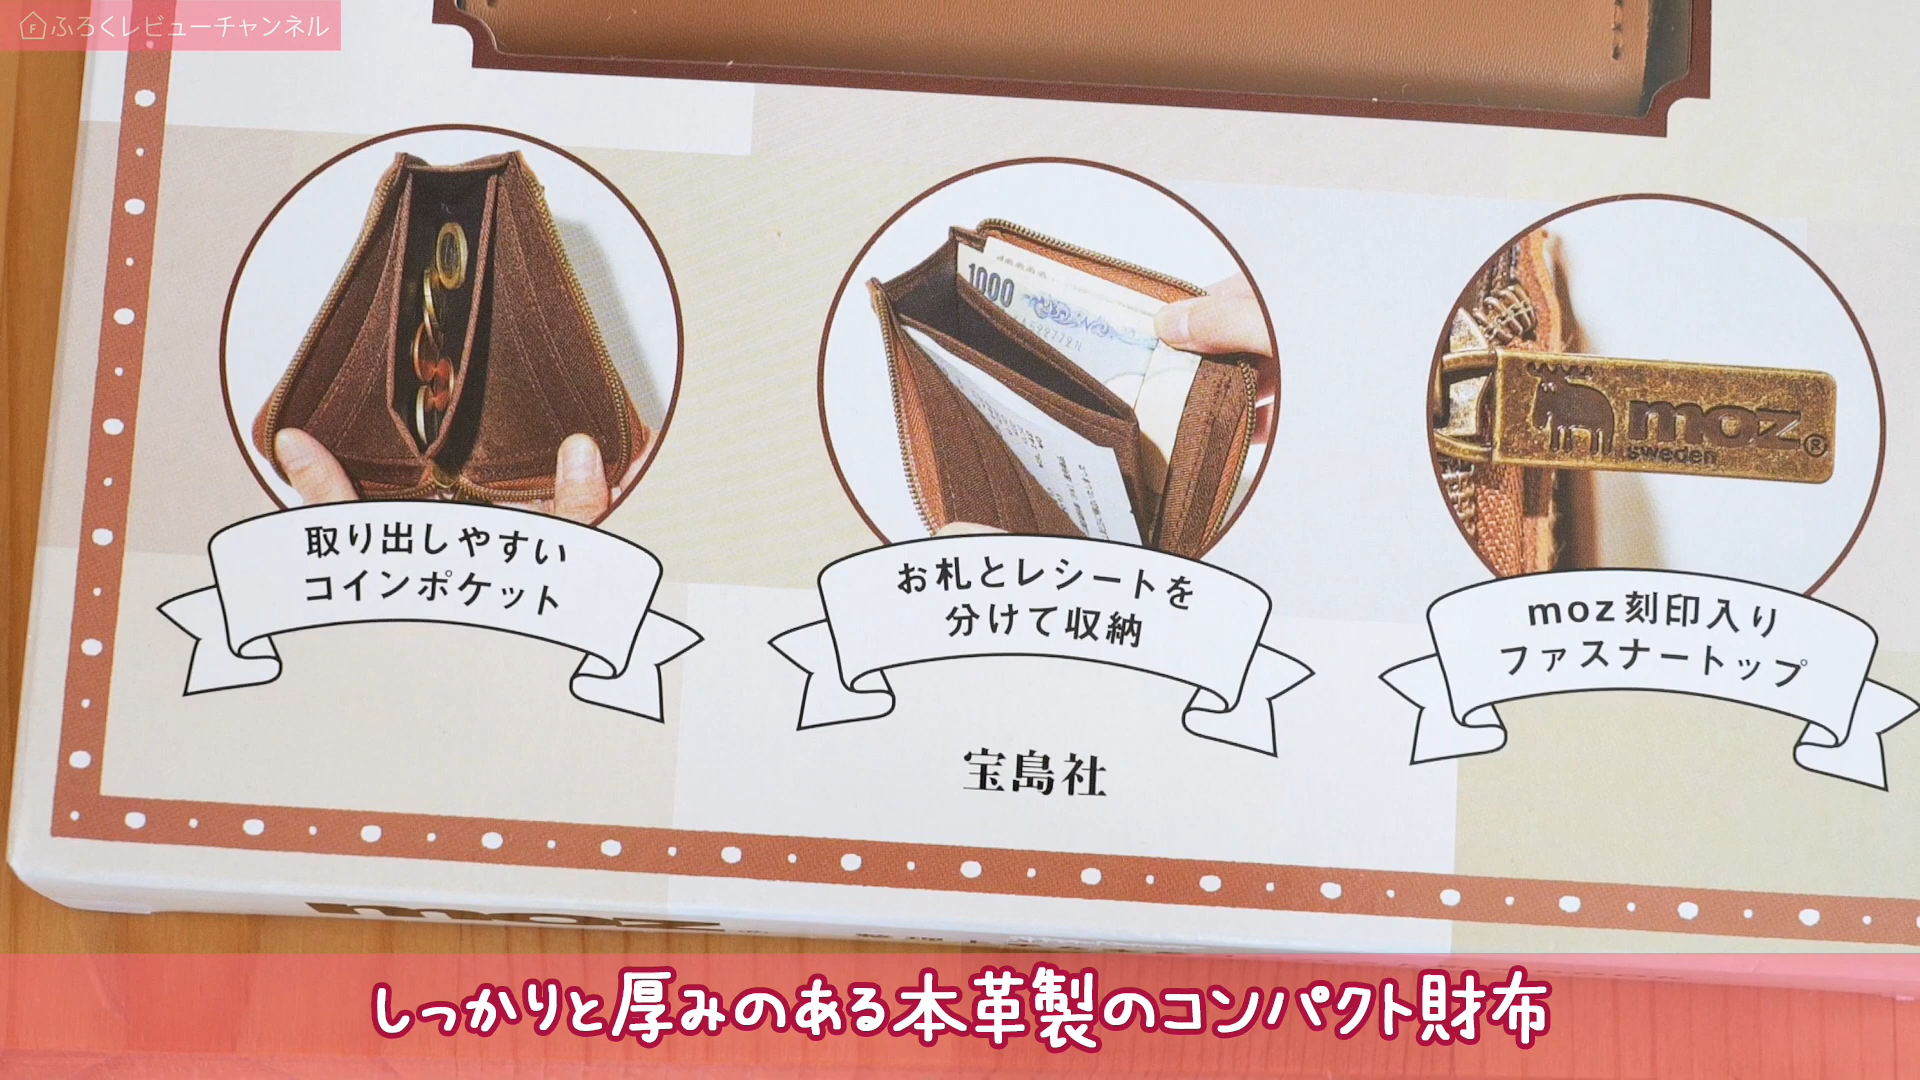 ふろくレビューチャンネル
1000
moz®
sweden
取り出しやすい
コインポケット
お札とレシートを
分けて収納
moz刻印入り
ファスナートップ
宝島社
moz
しっかりと厚みのある本革製のコンパクト財布